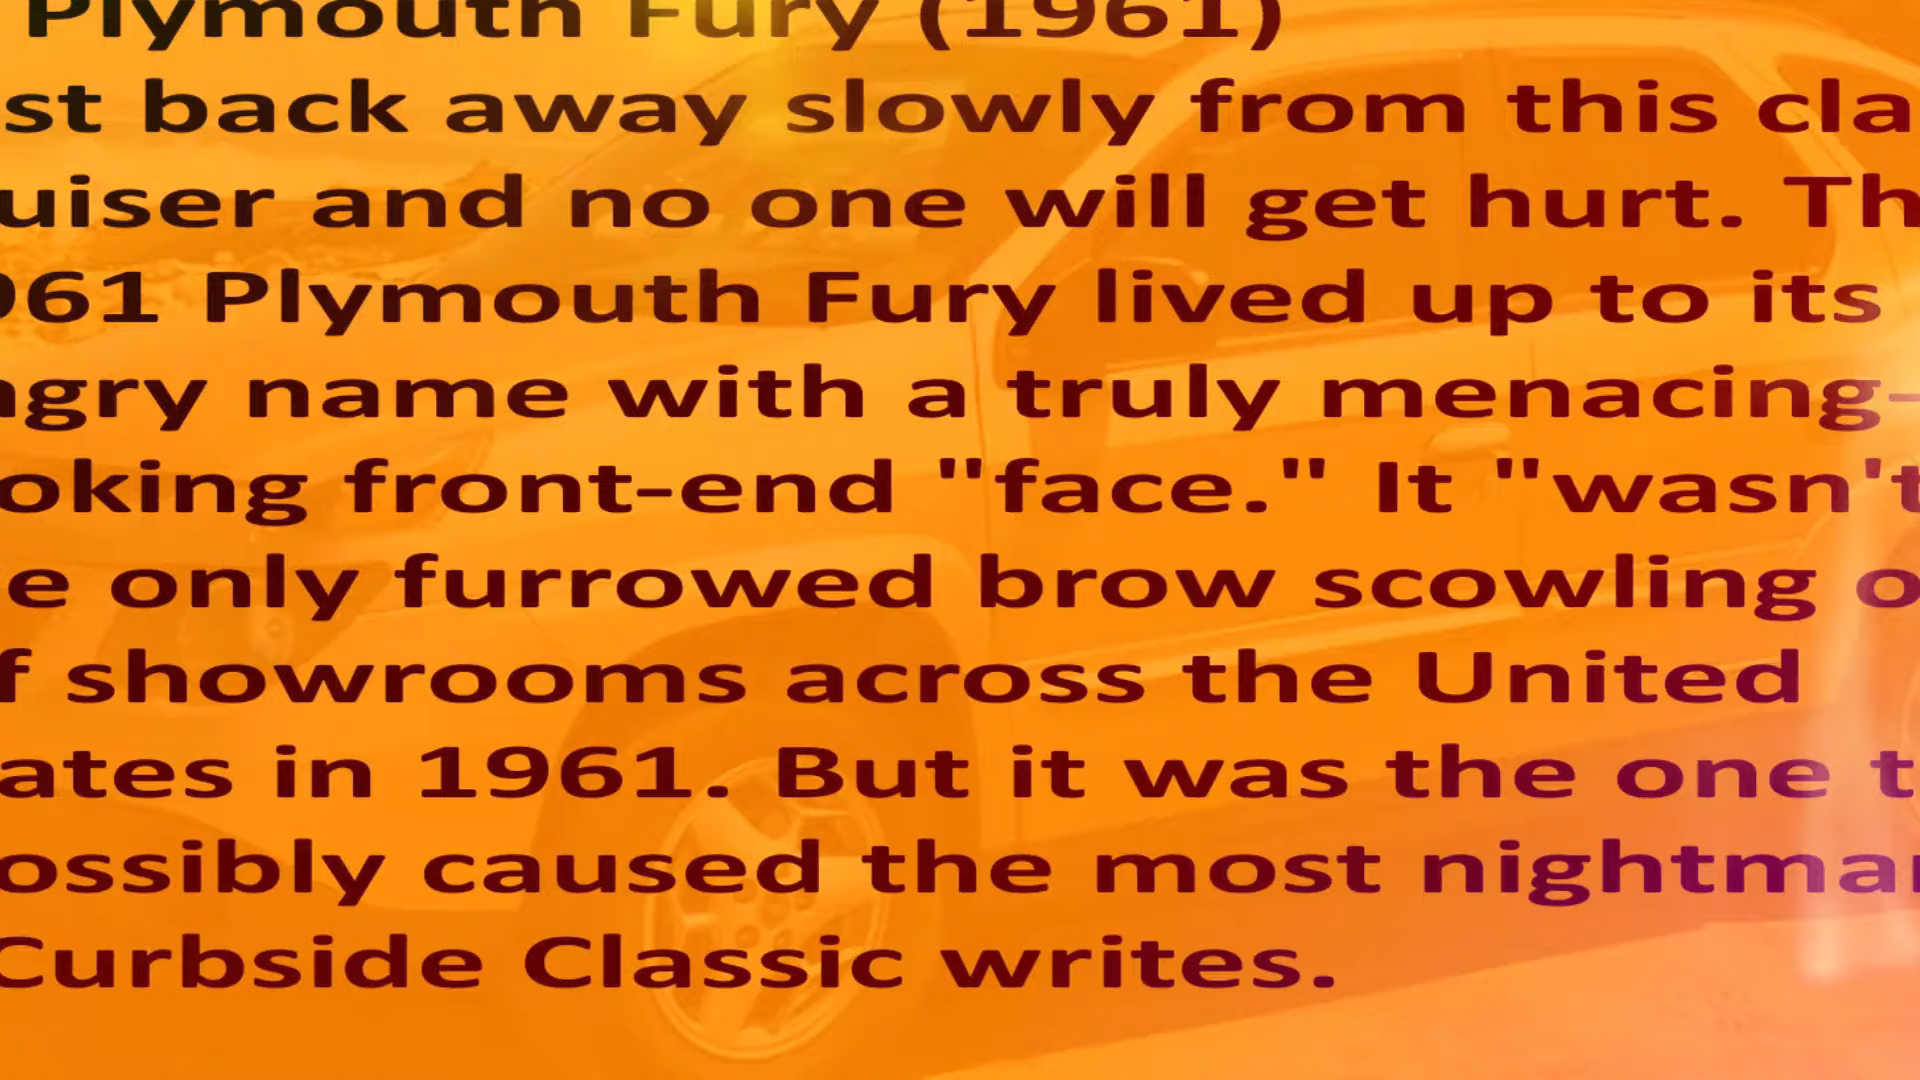 Plymouth Fury (1961)
st back away slowly from this cla
uiser and no one will get hurt. Th
961 Plymouth Fury lived up to its
ngry name with a truly menacing-
oking front-end "face." It "wasn't
e only furrowed brow scowling o
f showrooms across the United
ates in 1961. But it was the one t
ossibly caused the most nightmar
Curbside Classic writes.